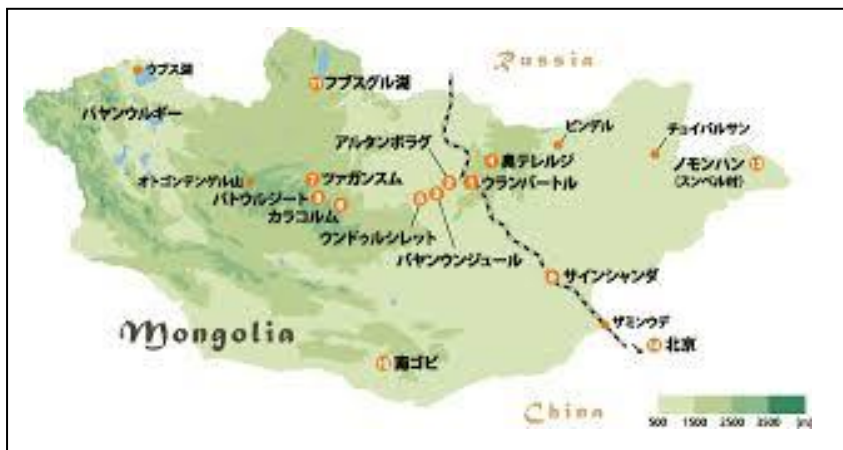 Russia
ウブス湖
フブスグル湖
バヤンウルギー
アルタンボラグ
ビンデル
チョイバルサン
奥テレルジ
ノモンハン
(スンベル村)
オトゴンテンゲル山
ツァガンスム
ウランバートル
バトウルジート
カラコルム
ウンドゥルシレット
バヤンウンジュール
サインシャンダ
Mongolia
ザミンウデ
北京
南ゴビ
China
500 1500 2500 3500 [m]